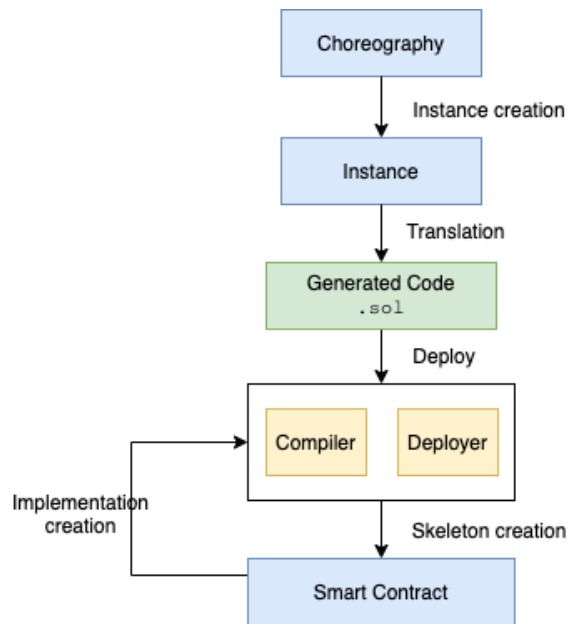 Choreography
Instance creation
Instance
Translation
Generated Code
.sol
Deploy
Compiler
Deployer
Implementation
creation
Skeleton creation
Smart Contract